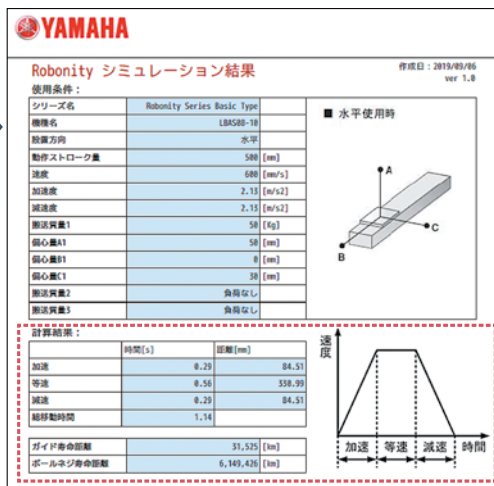 YAMAHA
Robonity シミュレーション結果
作成日：2019/09/06
ver 1.0
使用条件：
シリーズ名 Robonity Series Basic Type
機種名 LBAS08-10
設置方向 水平
動作ストローク量 500 [mm]
速度 600 [mm/s]
加速度 2.13 [m/s2]
減速度 2.13 [m/s2]
搬送質量1 50 [Kg]
偏心量A1 50 [mm]
偏心量B1 0 [mm]
偏心量C1 30 [mm]
搬送質量2 負荷なし
搬送質量3 負荷なし
■ 水平使用時
A
C
B
計算結果：
時間[s] 距離[mm]
加速 0.29 84.51
等速 0.56 330.99
減速 0.29 84.51
総移動時間 1.14
ガイド寿命距離 31,525 [km]
ボールネジ寿命距離 6,149,426 [km]
速度
加速 等速 減速 時間